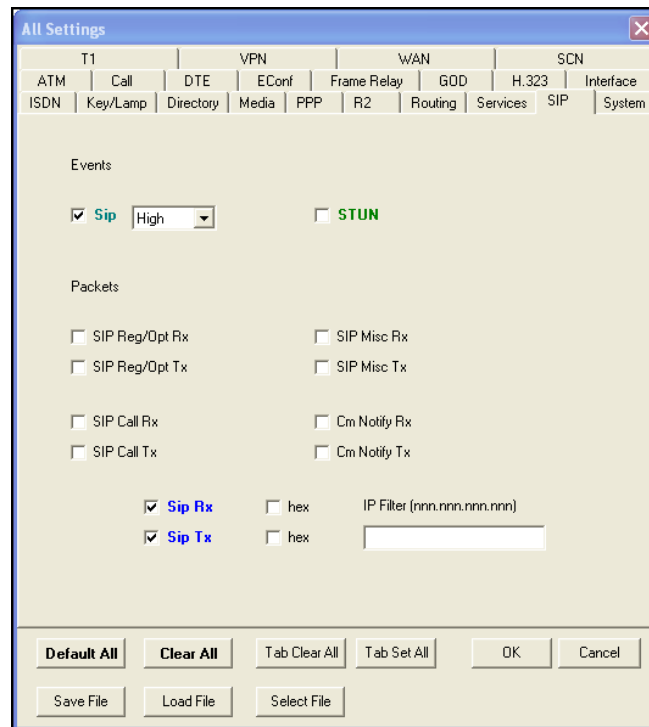 All Settings
T1 VPN WAN SCN
ATM Call DTE EConf Frame Relay GOD H.323 Interface
ISDN Key/Lamp Directory Media PPP R2 Routing Services SIP System
Events
Sip High STUN
Packets
SIP Reg/Opt Rx SIP Misc Rx
SIP Reg/Opt Tx SIP Misc Tx
SIP Call Rx Cm Notify Rx
SIP Call Tx Cm Notify Tx
Sip Rx hex IP Filter (nnn.nnn.nnn.nnn)
Sip Tx hex
Default All Clear All Tab Clear All Tab Set All OK Cancel
Save File Load File Select File